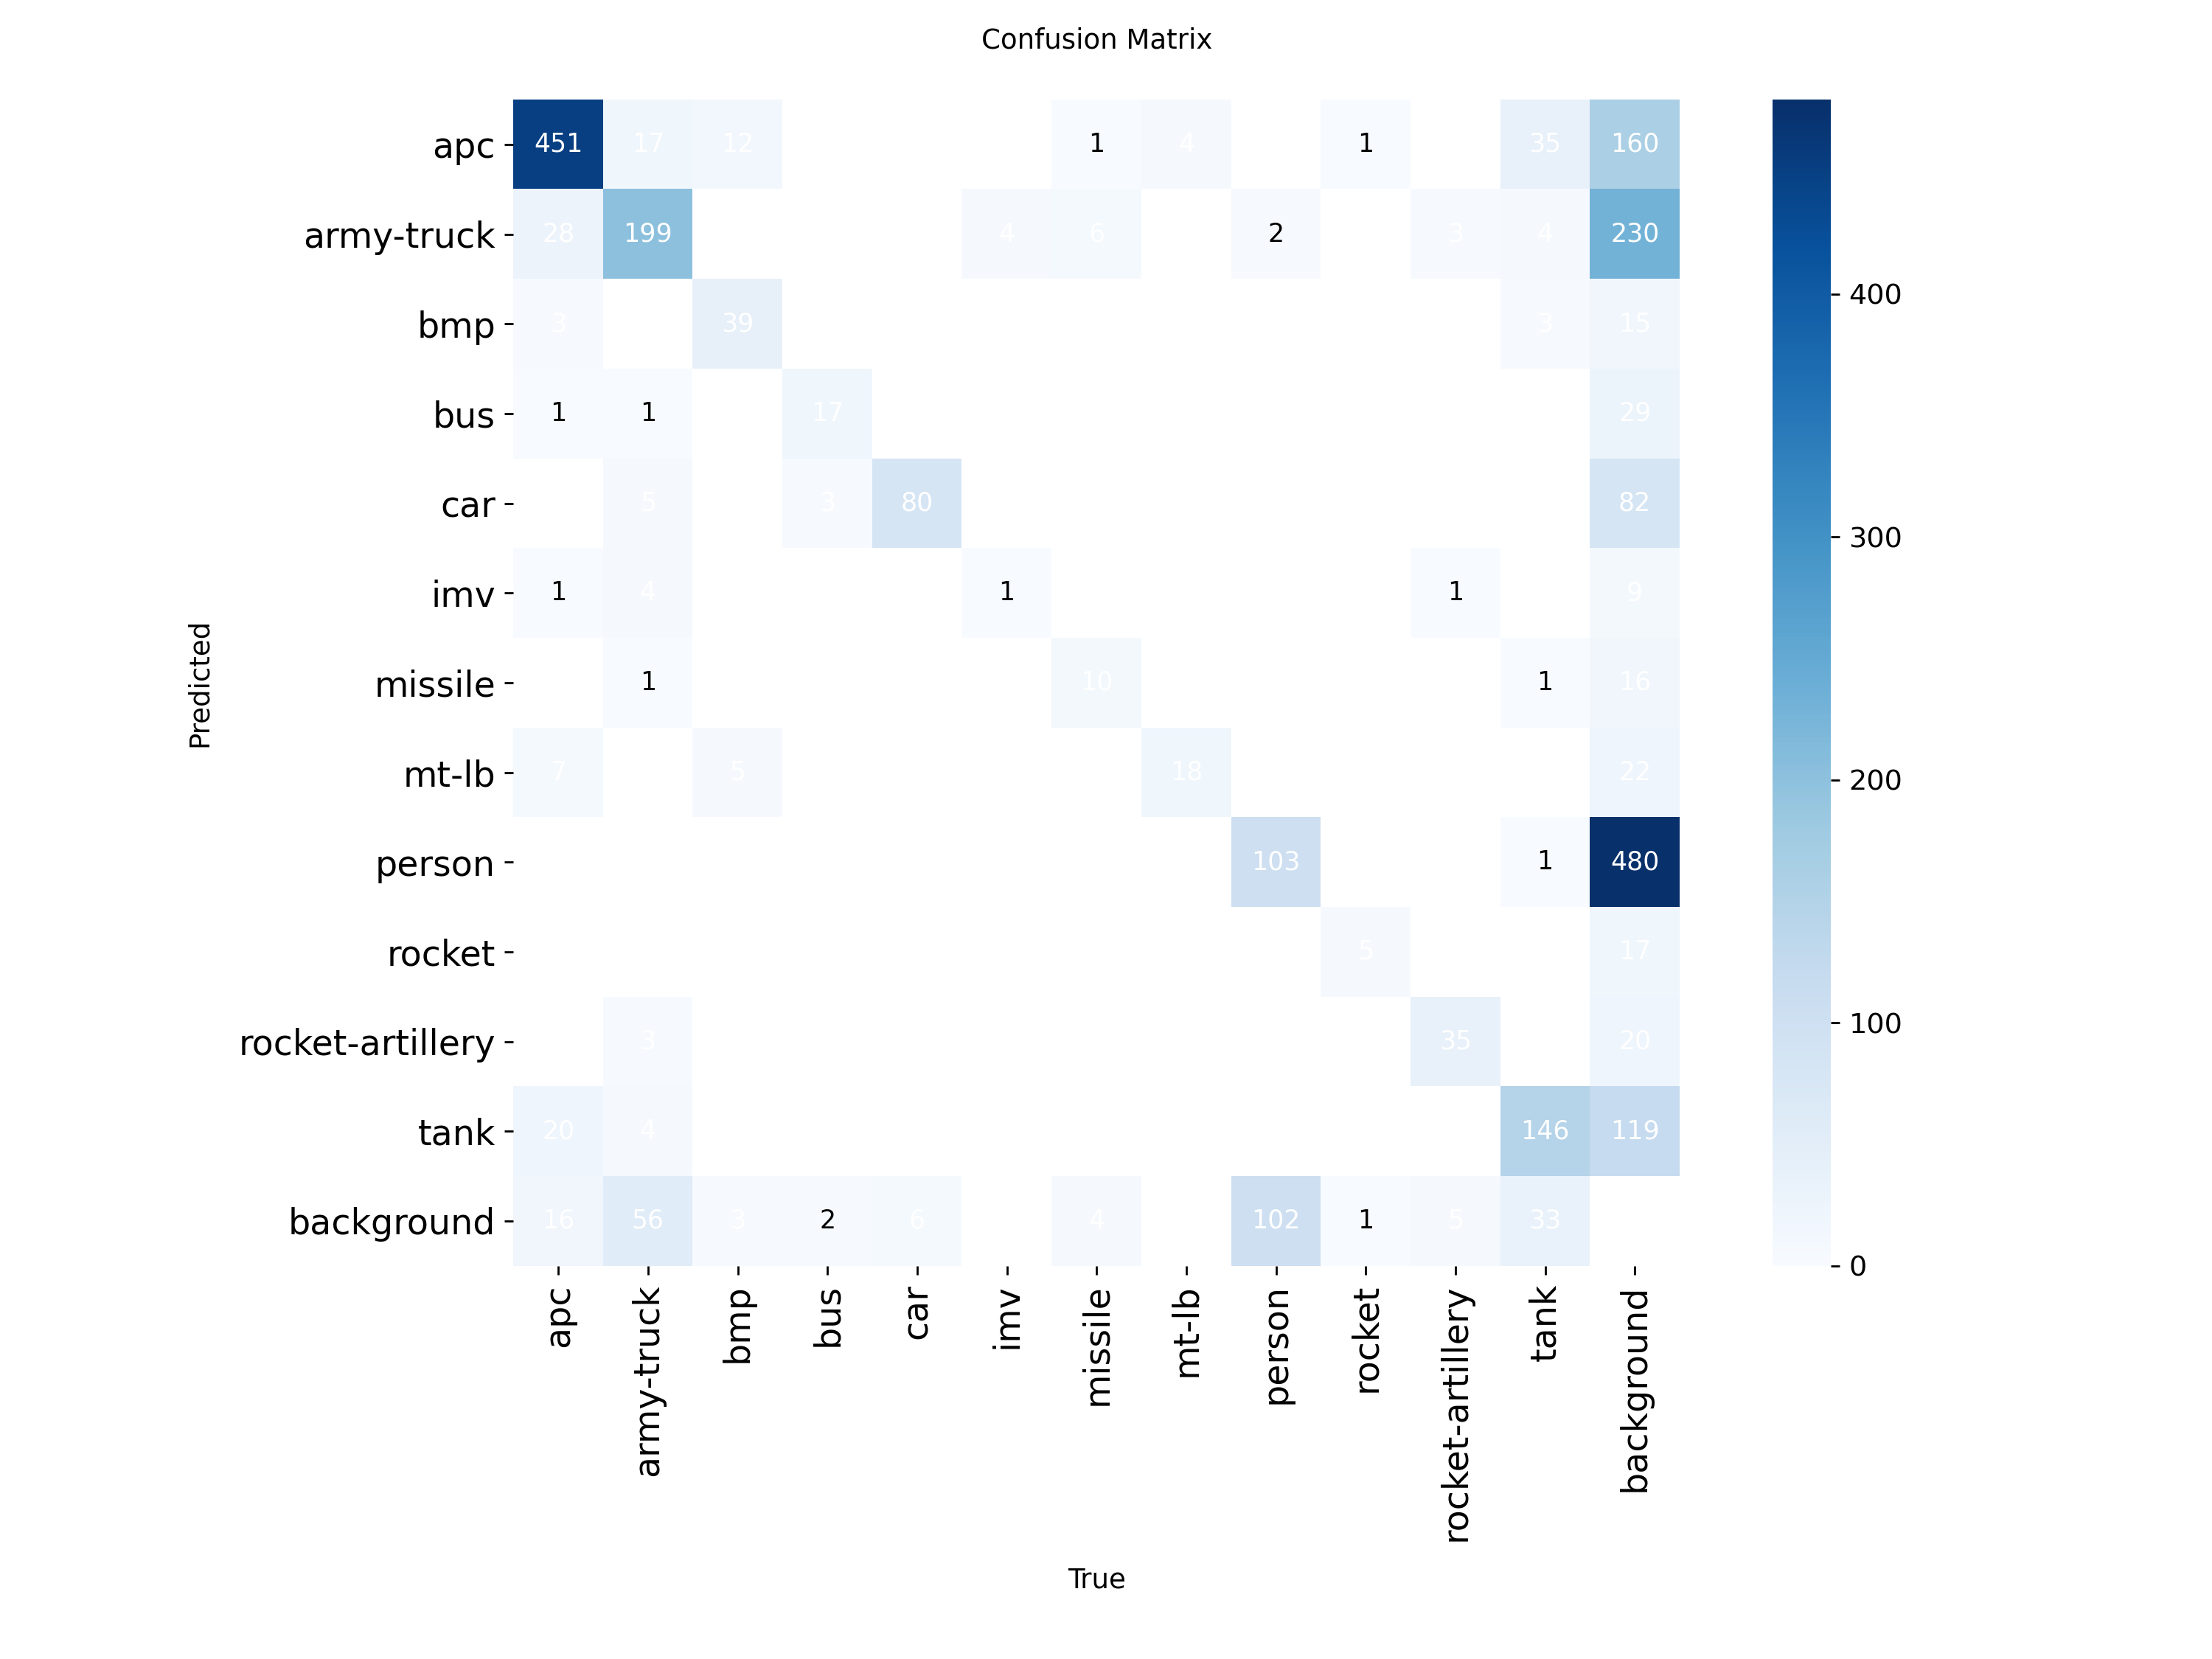 Confusion Matrix
apc 451 17 12 1 4 1 35 160
army-truck 28 199 4 6 2 3 4 230
bmp 3 39 3 15
bus 1 1 17 29
car 5 3 80 82
imv 1 4 1 1 9
missile 1 10 1 16
mt-lb 7 5 18 22
person 103 1 480
rocket 5 17
rocket-artillery 3 35 20
tank 20 4 146 119
background 16 56 3 2 6 4 102 1 5 33
Predicted
apc army-truck bmp bus car imv missile mt-lb person rocket rocket-artillery tank background
True
400
300
200
100
0